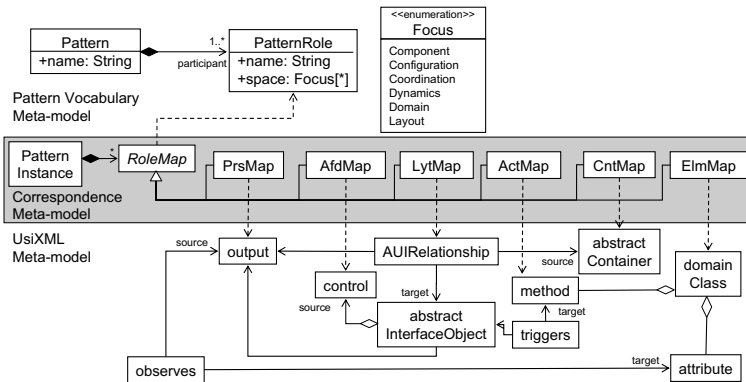 <<enumeration>>
Focus
Component
Configuration
Coordination
Dynamics
Domain
Layout
Pattern
+name: String
1..*
participant
PatternRole
+name: String
+space: Focus[*]
Pattern Vocabulary
Meta-model
Pattern
Instance
*
RoleMap
PrsMap
AfdMap
LytMap
ActMap
CntMap
ElmMap
Correspondence
Meta-model
UsiXML
Meta-model
source
output
AUIRelationship
source
abstract
Container
domain
Class
control
source
target
method
target
abstract
InterfaceObject
triggers
observes
target
attribute